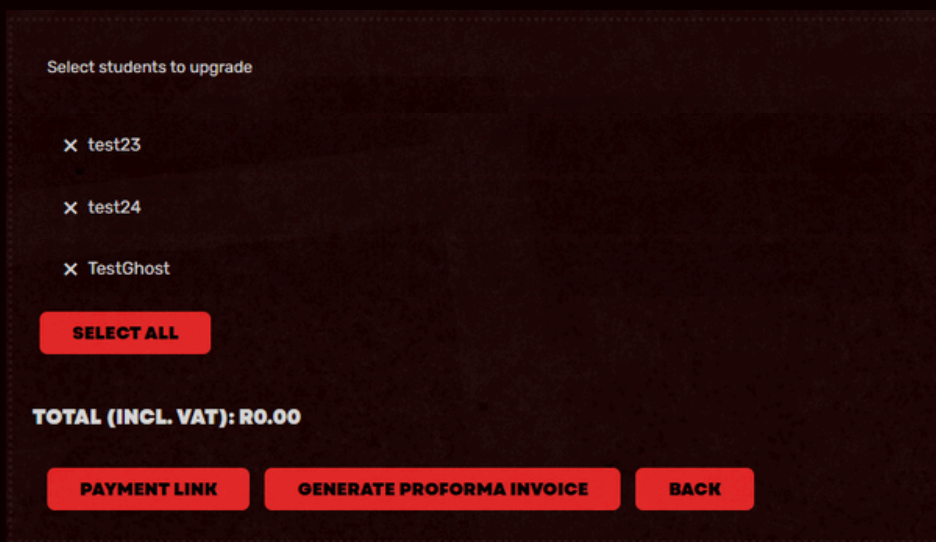 Select students to upgrade
test23
test24
TestGhost
SELECT ALL
TOTAL (INCL. VAT): R0.00
PAYMENT LINK GENERATE PROFORMA INVOICE BACK